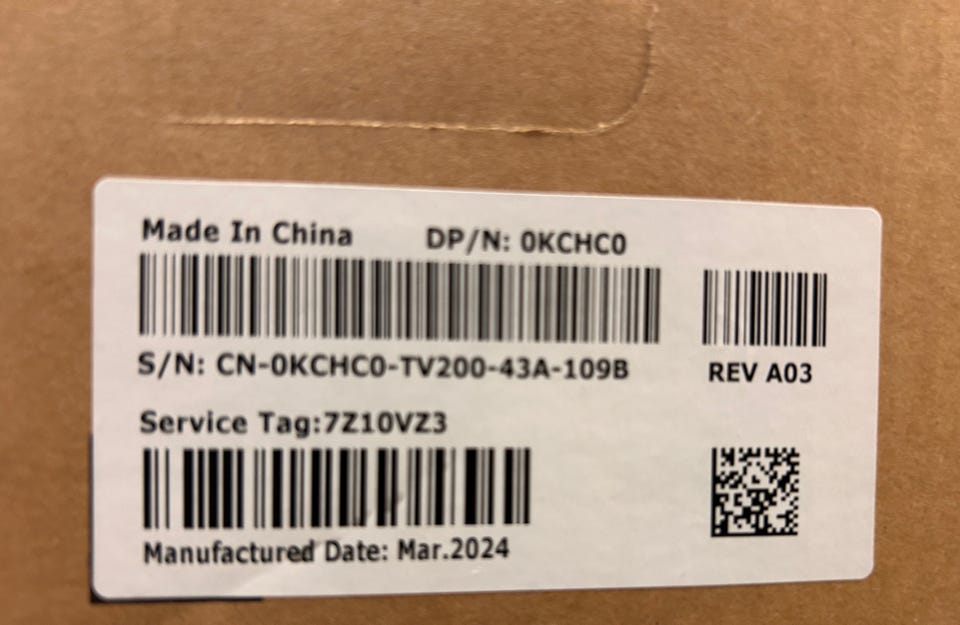 Made In China DP/N: 0KCHC0
S/N: CN-0KCHC0-TV200-43A-109B
REV A03
Service Tag:7Z10VZ3
Manufactured Date: Mar.2024